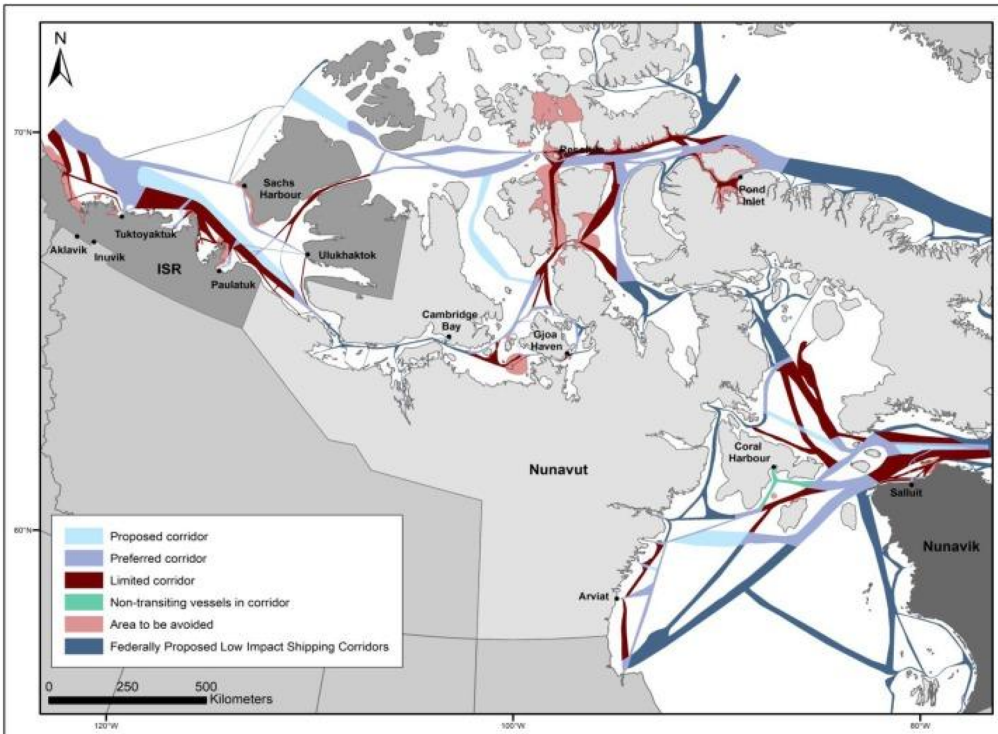 N
70°N
Resolute
Pond
Inlet
Sachs
Harbour
Tuktoyaktuk
Aklavik
Inuvik
Ulukhaktok
ISR
Paulatuk
Cambridge
Bay
Gjoa
Haven
Coral
Harbour
Nunavut
Salluit
60°N
Nunavik
Arviat
Proposed corridor
Preferred corridor
Limited corridor
Non-transiting vessels in corridor
Area to be avoided
Federally Proposed Low Impact Shipping Corridors
0 250 500
Kilometers
120°W 100°W 80°W